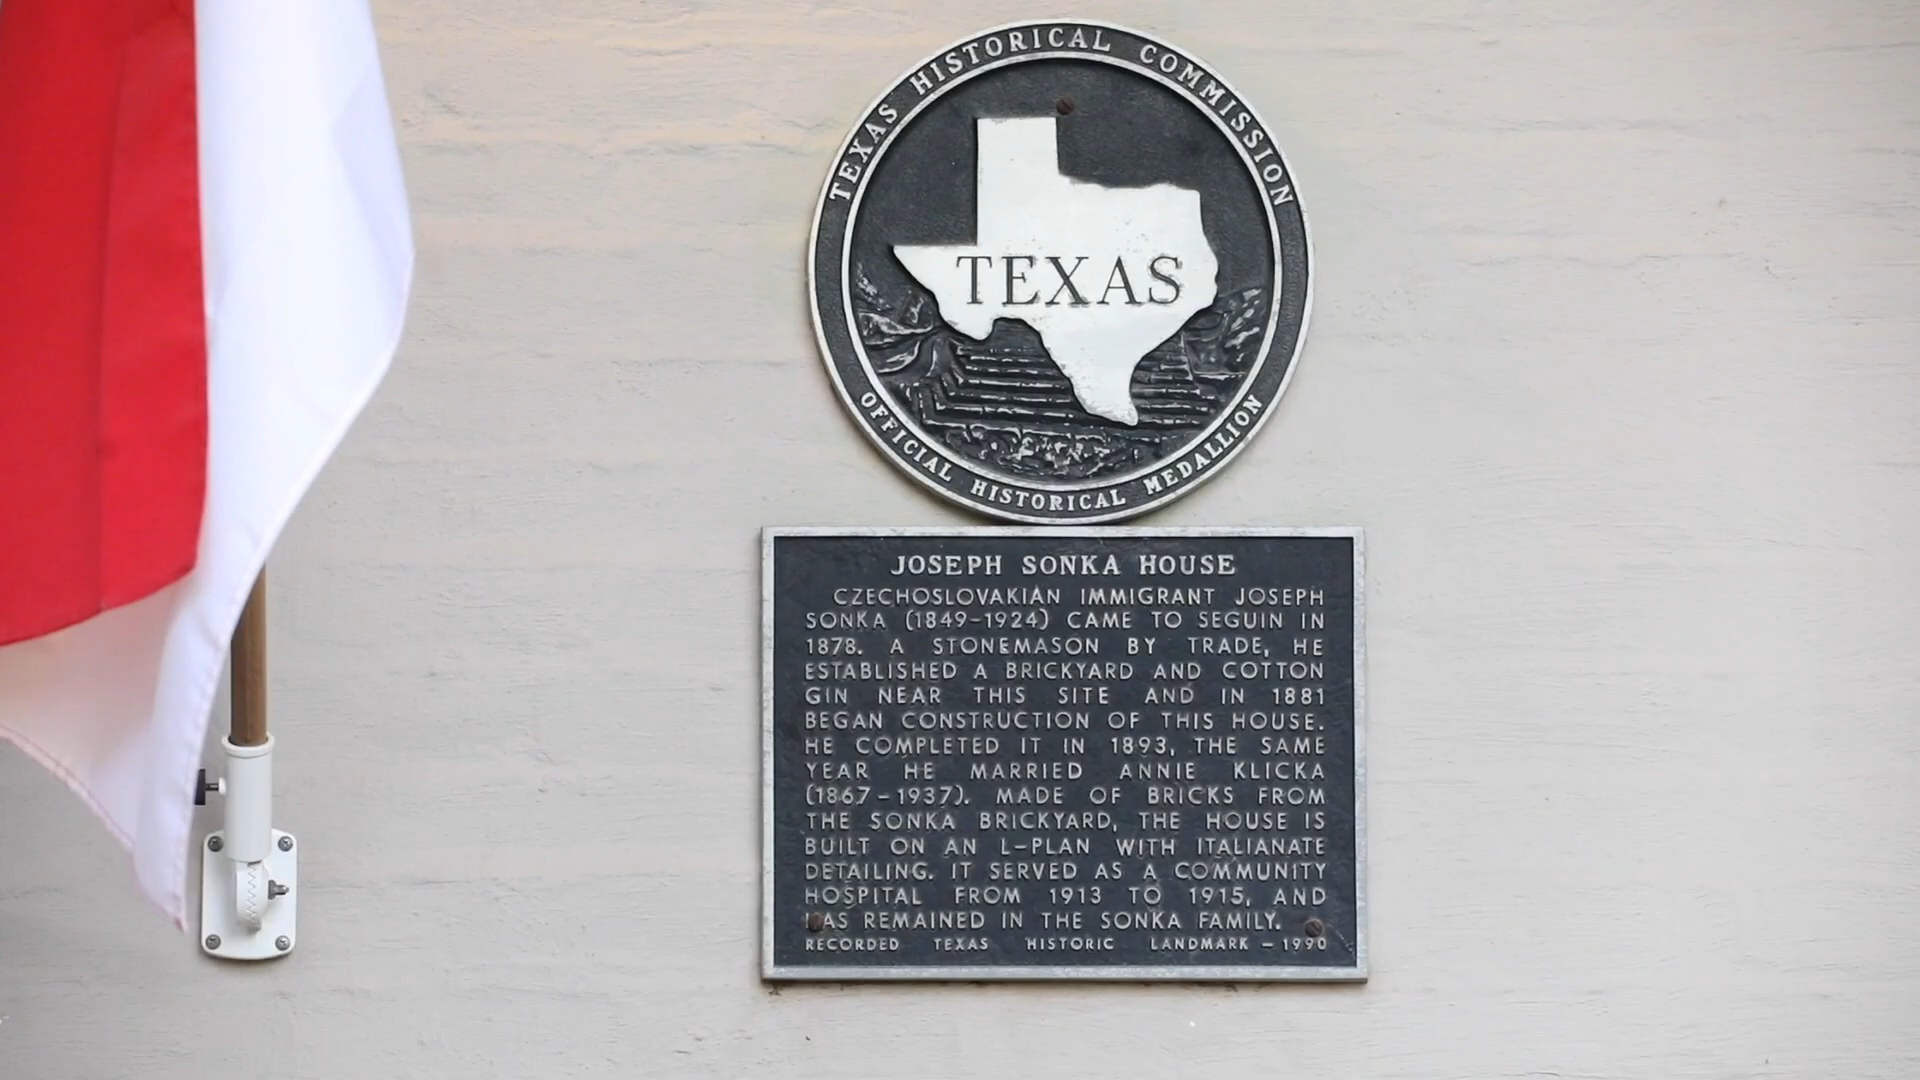 TEXAS HISTORICAL COMMISSION
TEXAS
OFFICIAL HISTORICAL MEDALLION
JOSEPH SONKA HOUSE
CZECHOSLOVAKIAN IMMIGRANT JOSEPH
SONKA (1849-1924) CAME TO SEGUIN IN
1878. A STONEMASON BY TRADE, HE
ESTABLISHED A BRICKYARD AND COTTON
GIN NEAR THIS SITE AND IN 1881
BEGAN CONSTRUCTION OF THIS HOUSE.
HE COMPLETED IT IN 1893, THE SAME
YEAR HE MARRIED ANNIE KLICKA
(1867-1937). MADE OF BRICKS FROM
THE SONKA BRICKYARD, THE HOUSE IS
BUILT ON AN L-PLAN WITH ITALIANATE
DETAILING. IT SERVED AS A COMMUNITY
HOSPITAL FROM 1913 TO 1915, AND
HAS REMAINED IN THE SONKA FAMILY.
RECORDED TEXAS HISTORIC LANDMARK - 1990